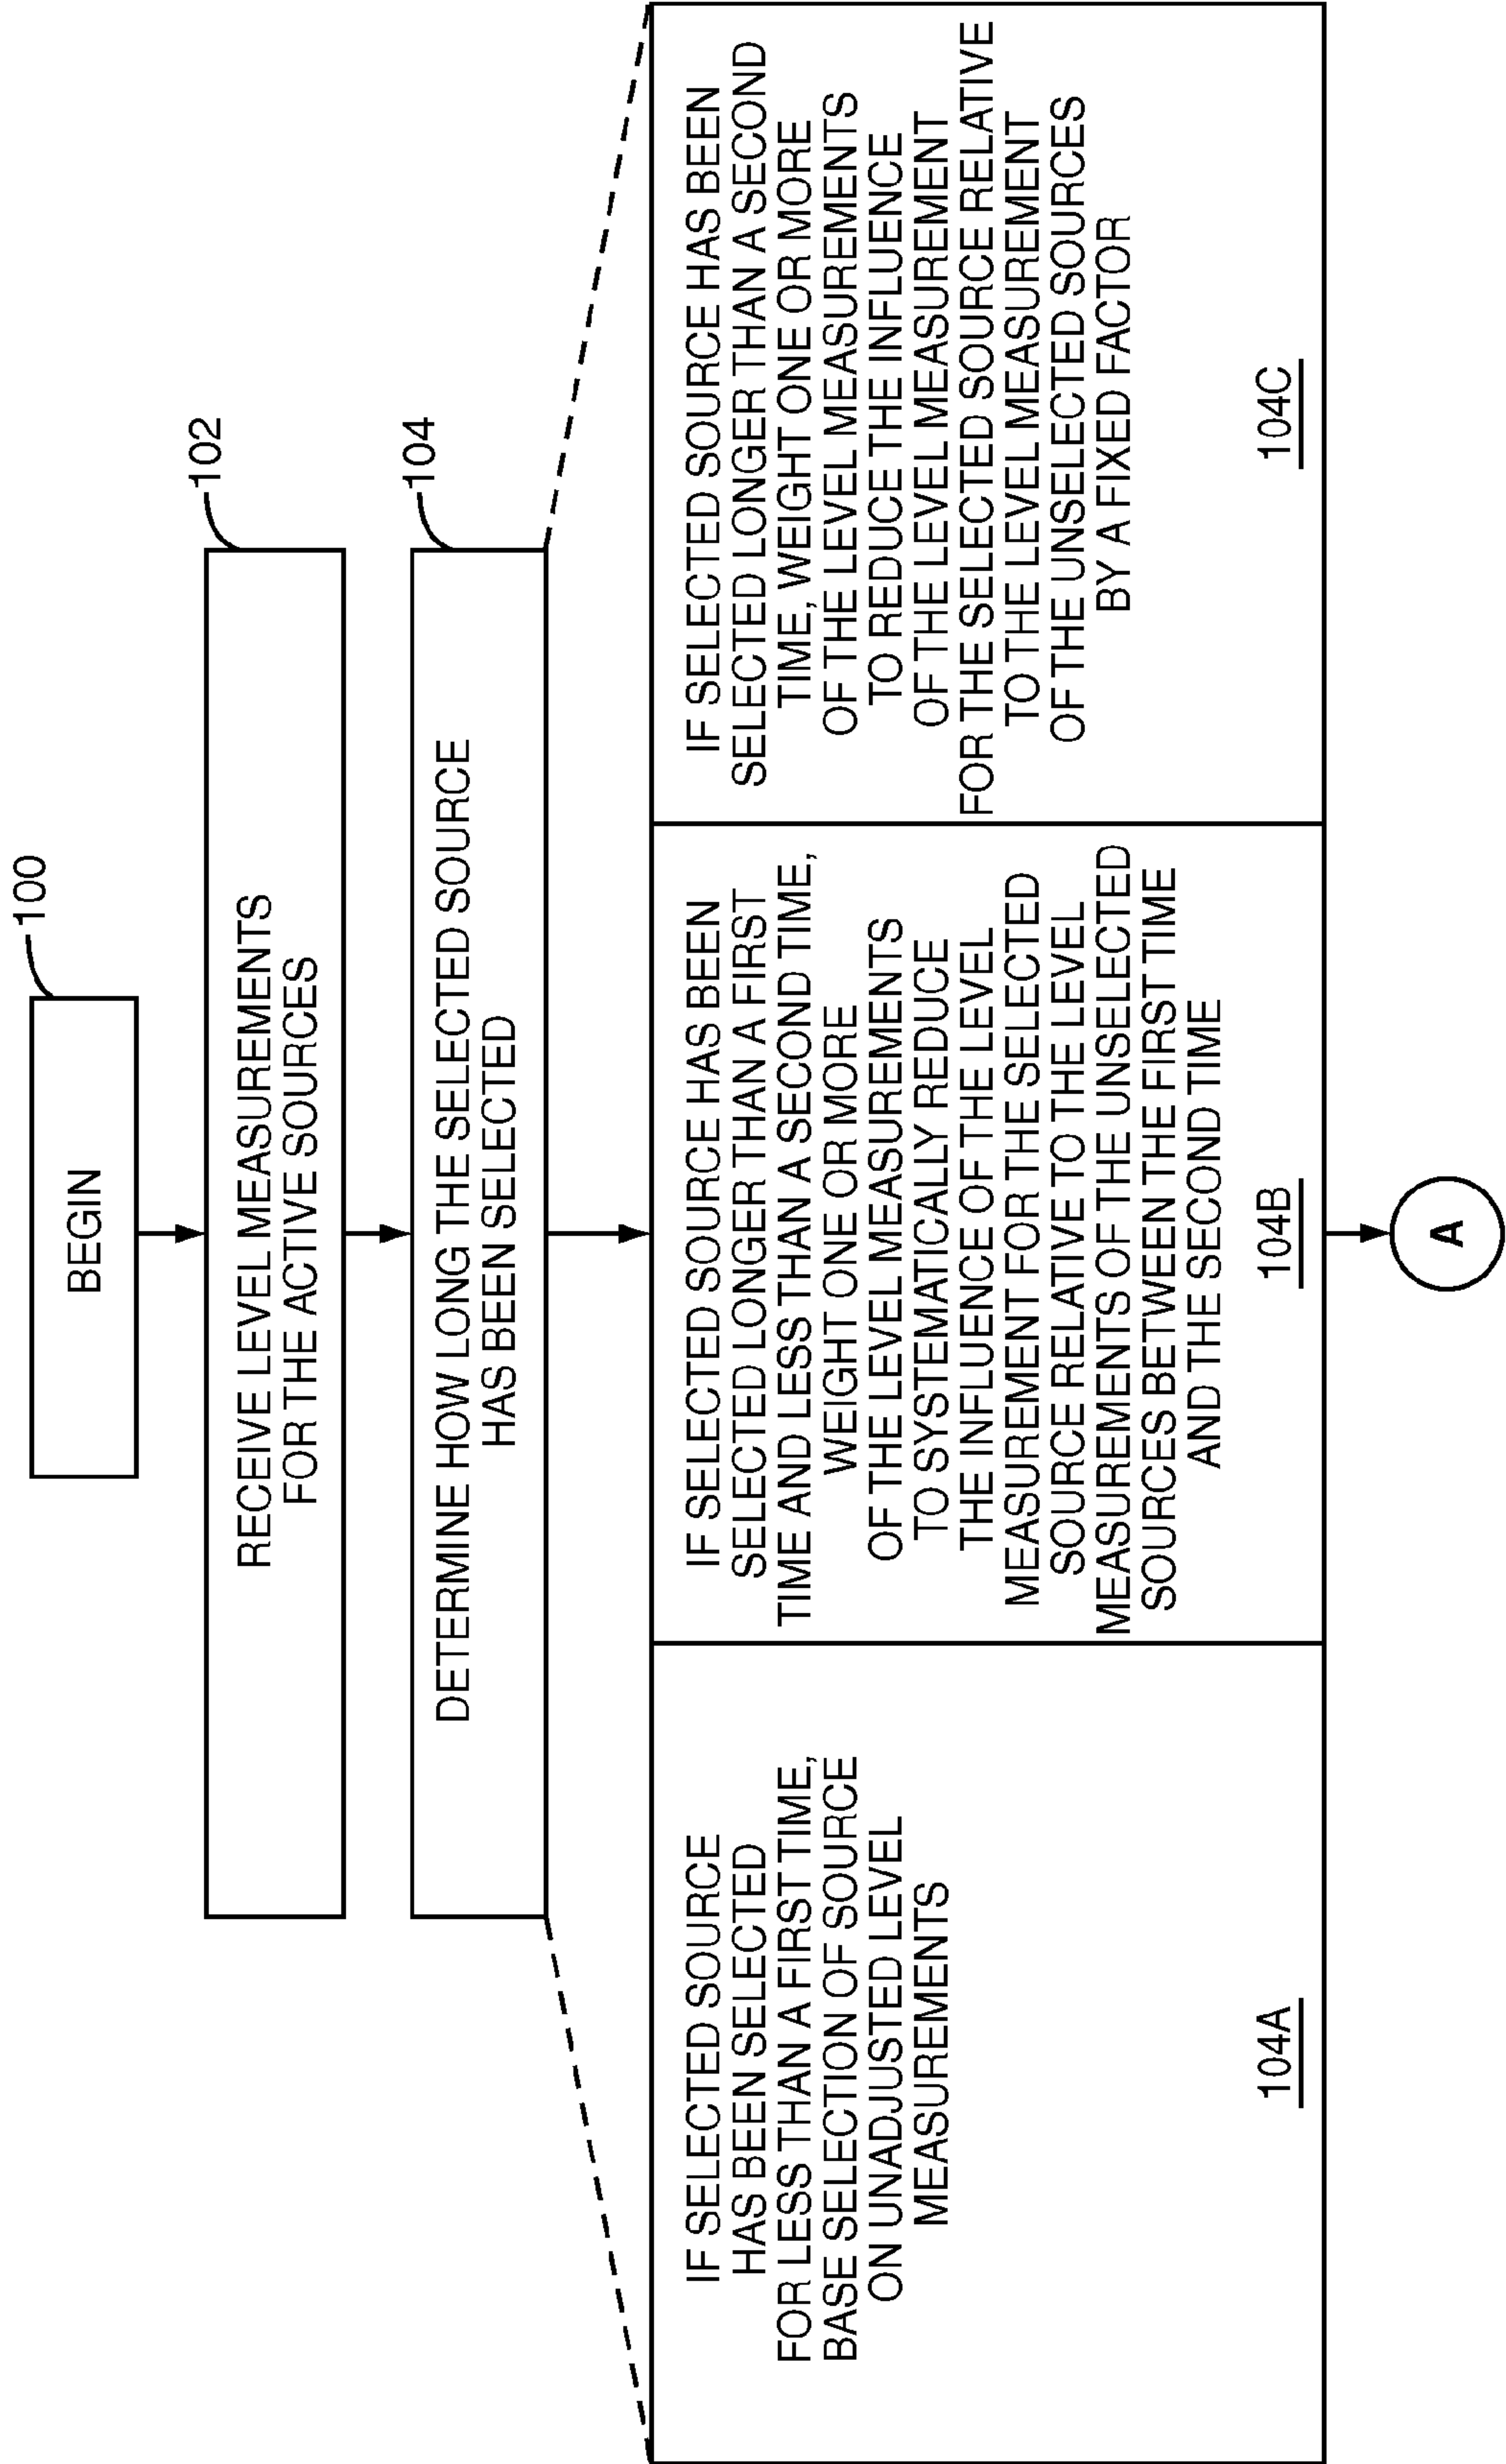 100
BEGIN
102
RECEIVE LEVEL MEASUREMENTS
FOR THE ACTIVE SOURCES
104
DETERMINE HOW LONG THE SELECTED SOURCE
HAS BEEN SELECTED
IF SELECTED SOURCE
HAS BEEN SELECTED
FOR LESS THAN A FIRST TIME,
BASE SELECTION OF SOURCE
ON UNADJUSTED LEVEL
MEASUREMENTS
104A
IF SELECTED SOURCE HAS BEEN
SELECTED LONGER THAN A FIRST
TIME AND LESS THAN A SECOND TIME,
WEIGHT ONE OR MORE
OF THE LEVEL MEASUREMENTS
TO SYSTEMATICALLY REDUCE
THE INFLUENCE OF THE LEVEL
MEASUREMENT FOR THE SELECTED
SOURCE RELATIVE TO THE LEVEL
MEASUREMENTS OF THE UNSELECTED
SOURCES BETWEEN THE FIRST TIME
AND THE SECOND TIME
104B
IF SELECTED SOURCE HAS BEEN
SELECTED LONGER THAN A SECOND
TIME, WEIGHT ONE OR MORE
OF THE LEVEL MEASUREMENTS
TO REDUCE THE INFLUENCE
OF THE LEVEL MEASUREMENT
FOR THE SELECTED SOURCE RELATIVE
TO THE LEVEL MEASUREMENT
OF THE UNSELECTED SOURCES
BY A FIXED FACTOR
104C
A